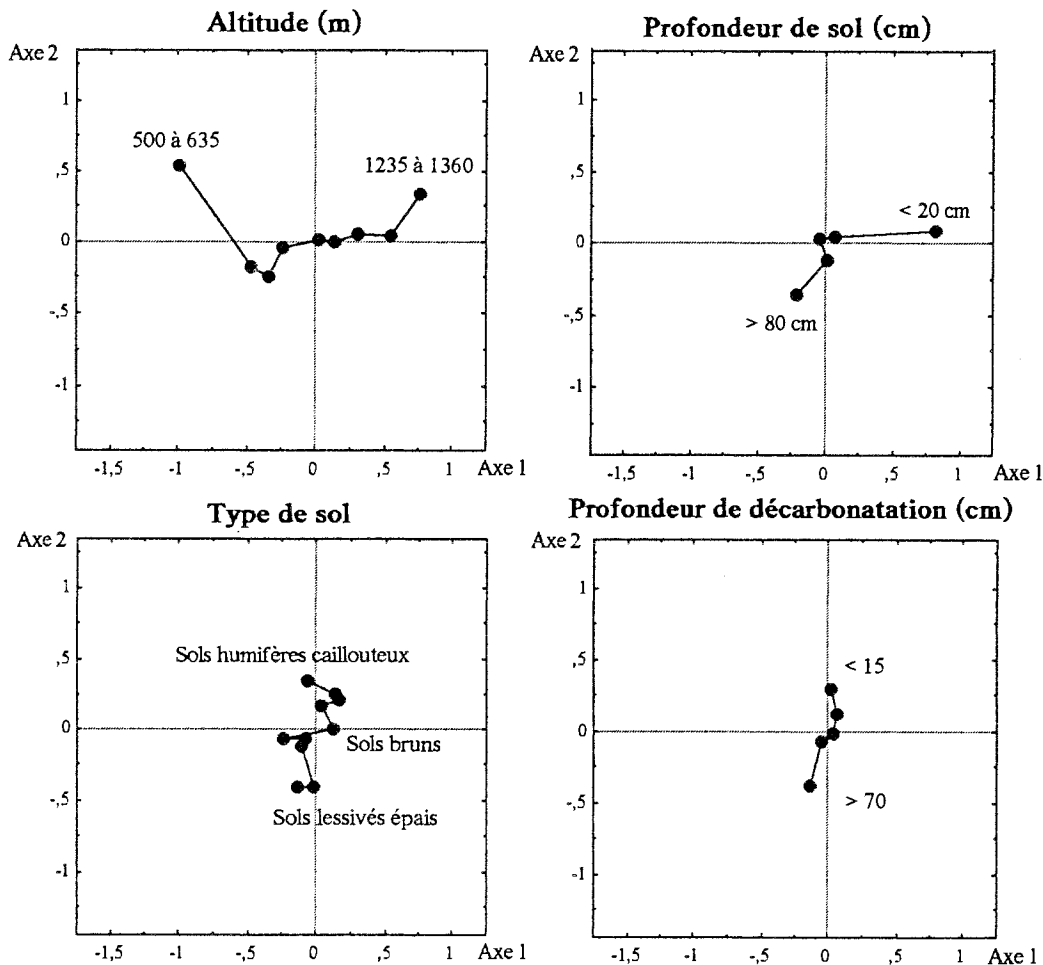 Altitude (m)
Axe 2
1
,5
0
-,5
-1
500 à 635
1235 à 1360
-1,5 -1 -,5 0 ,5 1 Axe 1
Profondeur de sol (cm)
Axe 2
1
,5
0
-,5
-1
< 20 cm
> 80 cm
-1,5 -1 -,5 0 ,5 1 Axe 1
Type de sol
Axe 2
1
,5
0
-,5
-1
Sols humifères caillouteux
Sols bruns
Sols lessivés épais
-1,5 -1 -,5 0 ,5 1 Axe 1
Profondeur de décarbonatation (cm)
Axe 2
1
,5
0
-,5
-1
< 15
> 70
-1,5 -1 -,5 0 ,5 1 Axe 1